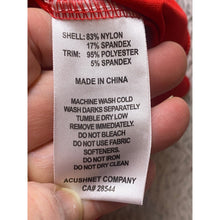 SHELL: 83% NYLON
17% SPANDEX
TRIM: 95% POLYESTER
5% SPANDEX
MADE IN CHINA
MACHINE WASH COLD
WASH DARKS SEPARATELY
TUMBLE DRY LOW
REMOVE IMMEDIATELY.
DO NOT BLEACH
DO NOT USE FABRIC
SOFTENERS.
DO NOT IRON
DO NOT DRY CLEAN
ACUSHNET COMPANY
CA# 28544